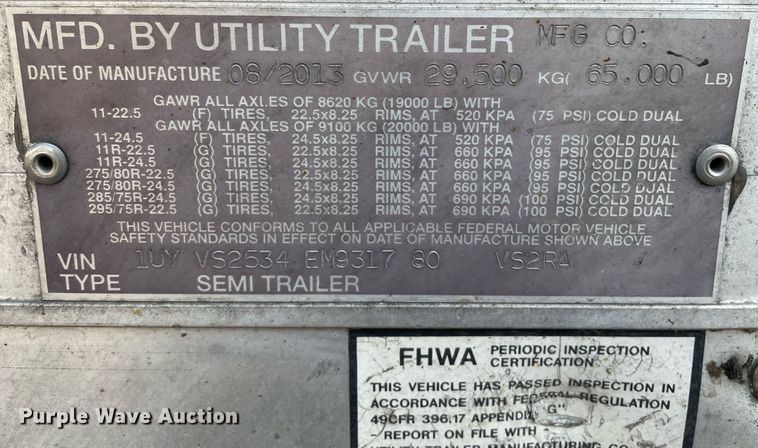 MFD. BY UTILITY TRAILER MFG CO.
DATE OF MANUFACTURE 08/2013 GVWR 29,500 KG( 65,000 LB)
GAWR ALL AXLES OF 8620 KG (19000 LB) WITH
11-22.5 (F) TIRES, 22.5x8.25 RIMS, AT 520 KPA (75 PSI) COLD DUAL
GAWR ALL AXLES OF 9100 KG (20000 LB) WITH
11-24.5 (F) TIRES, 24.5x8.25 RIMS, AT 520 KPA (75 PSI) COLD DUAL
11R-22.5 (G) TIRES, 22.5x8.25 RIMS, AT 660 KPA (95 PSI) COLD DUAL
11R-24.5 (G) TIRES, 24.5x8.25 RIMS, AT 660 KPA (95 PSI) COLD DUAL
275/80R-22.5 (G) TIRES, 22.5x8.25 RIMS, AT 660 KPA (95 PSI) COLD DUAL
275/80R-24.5 (G) TIRES, 24.5x8.25 RIMS, AT 660 KPA (95 PSI) COLD DUAL
285/75R-24.5 (G) TIRES, 24.5x8.25 RIMS, AT 690 KPA (100 PSI) COLD DUAL
295/75R-22.5 (G) TIRES, 22.5x8.25 RIMS, AT 690 KPA (100 PSI) COLD DUAL
THIS VEHICLE CONFORMS TO ALL APPLICABLE FEDERAL MOTOR VEHICLE
SAFETY STANDARDS IN EFFECT ON DATE OF MANUFACTURE SHOWN ABOVE
VIN 1UY VS2534 EM9317 80 VS2RA
TYPE SEMI TRAILER
FHWA PERIODIC INSPECTION CERTIFICATION
THIS VEHICLE HAS PASSED INSPECTION IN
ACCORDANCE WITH FEDERAL REGULATION
49CFR 396.17 APPENDIX "G"
- REPORT ON FILE WITH
UTILITY TRAILER MANUFACTURING CO
Purple Wave Auction